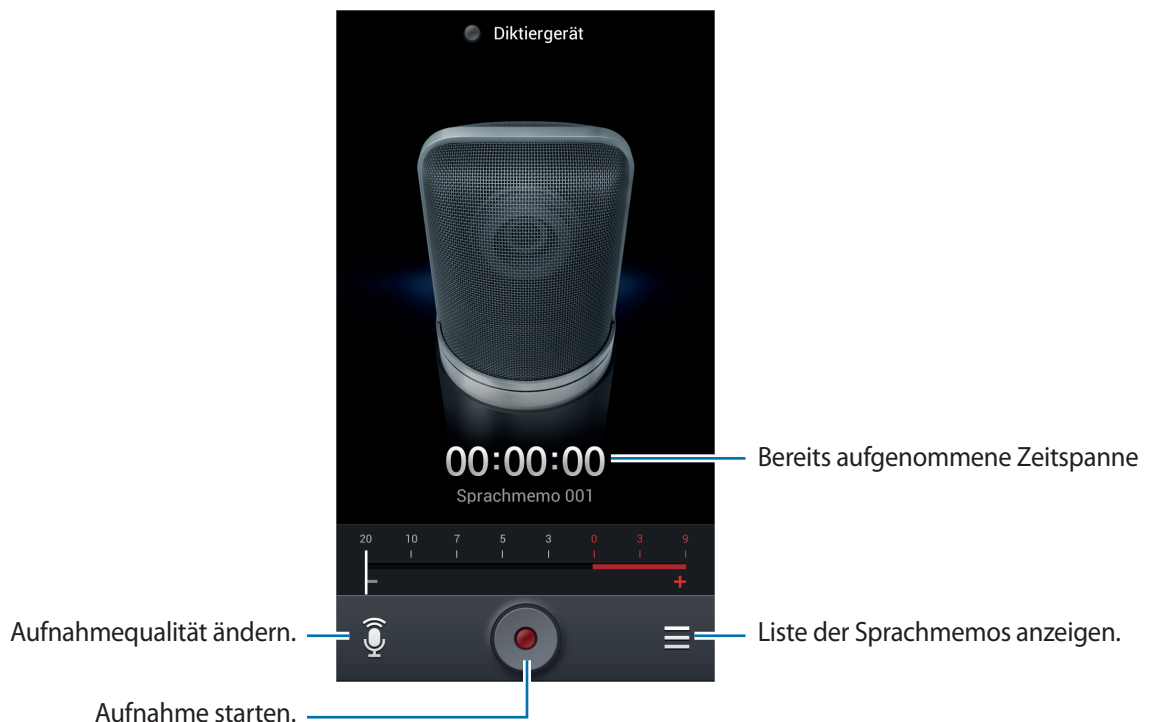 Diktiergerät
00:00:00
Bereits aufgenommene Zeitspanne
Sprachmemo 001
20 10 7 5 3 0 3 9
− +
Aufnahmequalität ändern.
Liste der Sprachmemos anzeigen.
Aufnahme starten.